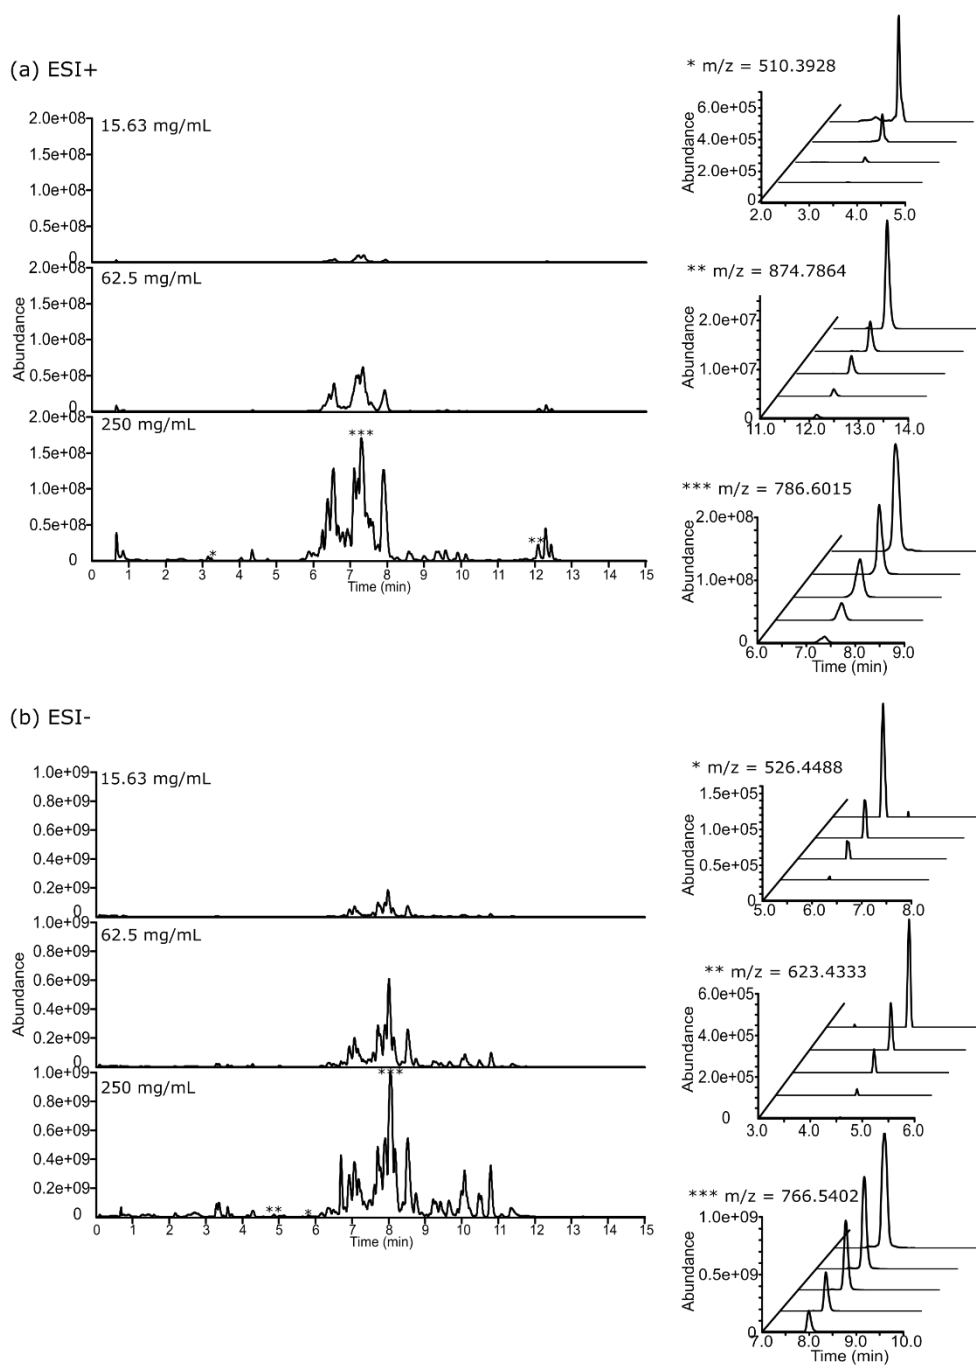 (a) ESI+
2.0e+08
15.63 mg/mL
1.5e+08
1.0e+08
0.5e+08
0
2.0e+08
62.5 mg/mL
1.5e+08
1.0e+08
0.5e+08
0
2.0e+08
250 mg/mL
***
1.5e+08
1.0e+08
0.5e+08
*
**
0
Abundance
0 1 2 3 4 5 6 7 8 9 10 11 12 13 14 15
Time (min)
* m/z = 510.3928
6.0e+05
4.0e+05
2.0e+05
0
Abundance
2.0 3.0 4.0 5.0
** m/z = 874.7864
2.0e+07
1.0e+07
0
Abundance
11.0 12.0 13.0 14.0
*** m/z = 786.6015
2.0e+08
1.0e+08
0
Abundance
6.0 7.0 8.0 9.0
Time (min)
(b) ESI-
1.0e+09
15.63 mg/mL
0.8e+09
0.6e+09
0.4e+09
0.2e+09
0
1.0e+09
62.5 mg/mL
0.8e+09
0.6e+09
0.4e+09
0.2e+09
0
1.0e+09
***
250 mg/mL
0.8e+09
0.6e+09
0.4e+09
0.2e+09
**
*
0
Abundance
0 1 2 3 4 5 6 7 8 9 10 11 12 13 14 15
Time (min)
* m/z = 526.4488
1.5e+05
1.0e+05
0.5e+05
0
Abundance
5.0 6.0 7.0 8.0
** m/z = 623.4333
6.0e+05
4.0e+05
2.0e+05
0
Abundance
3.0 4.0 5.0 6.0
*** m/z = 766.5402
1.0e+09
0.5e+09
0
Abundance
7.0 8.0 9.0 10.0
Time (min)